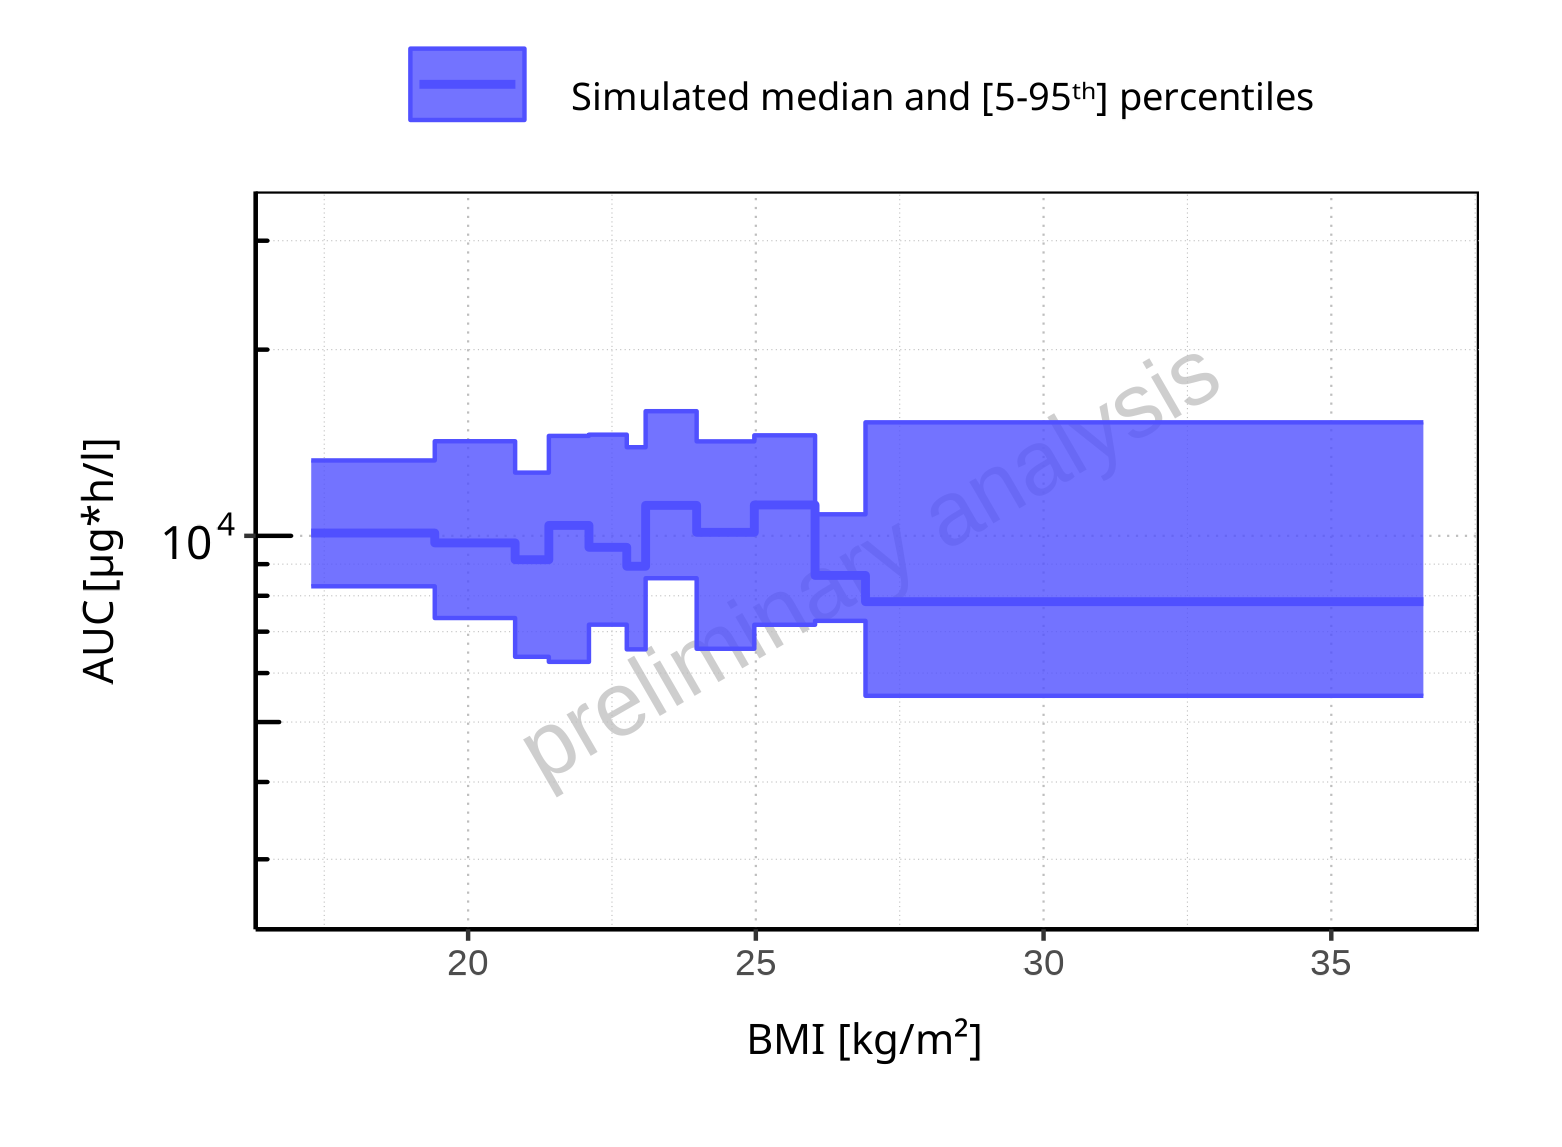 Simulated median and [5-95ᵗʰ] percentiles
AUC [µg*h/l]
10⁴
preliminary analysis
20 25 30 35
BMI [kg/m²]